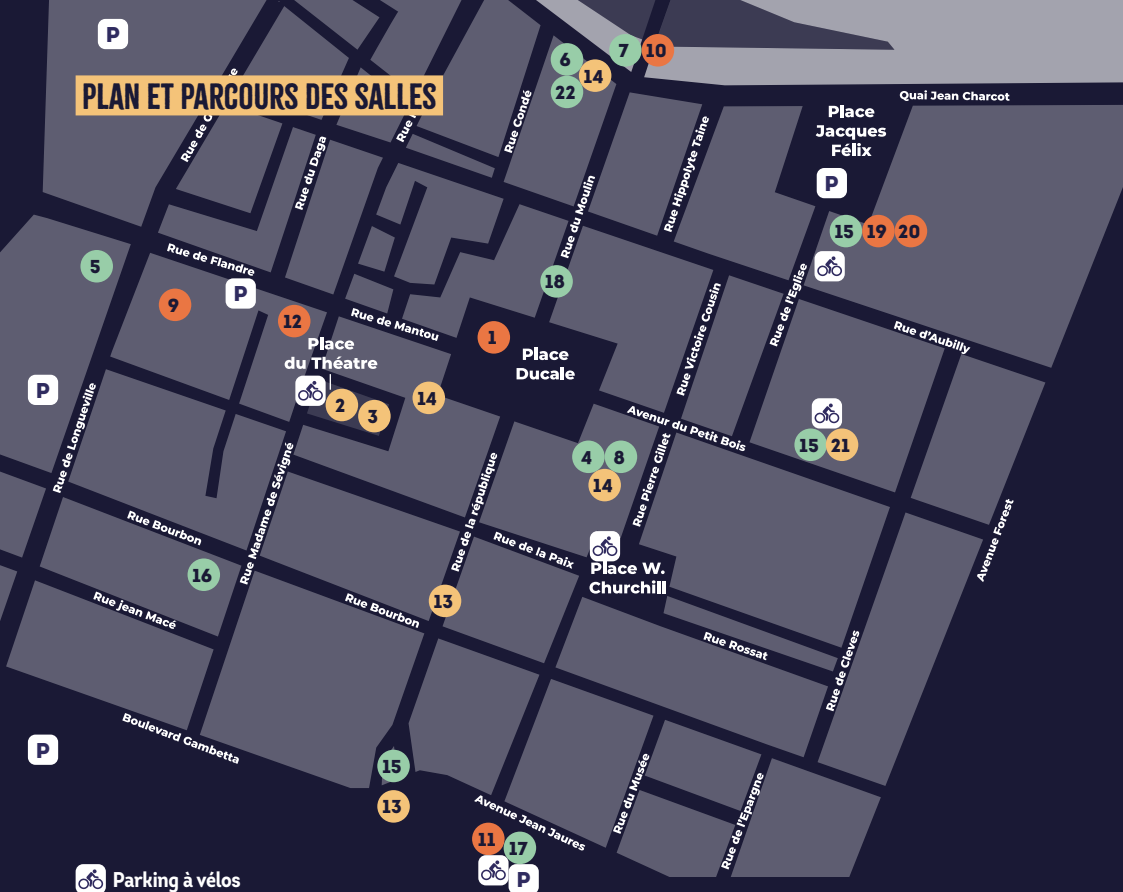 P
PLAN ET PARCOURS DES SALLES
6
14
22
7
10
Quai Jean Charcot
Place
Jacques
Félix
P
Rue de
Rue du Daga
Rue
Rue Condé
Rue du Moulin
Rue Hippolyte Taine
15
19
20
5
Rue de Flandre
P
9
12
Rue de Mantou
18
1
Place
Ducale
Rue Victoire Cousin
Rue de l'Eglise
Rue d'Aubilly
Place
du Théatre
2
3
14
P
Avenur du Petit Bois
15
21
Rue de Longueville
Rue Madame de Sévigné
Rue de la république
4
8
14
Rue Pierre Gillet
Rue Bourbon
Rue de la Paix
Place W.
Churchill
Avenue Forest
16
Rue jean Macé
Rue Bourbon
13
Rue Rossat
Rue de Cleves
Boulevard Gambetta
P
15
13
Rue du Musée
Rue de l'Epargne
Avenue Jean Jaures
11
17
P
Parking à vélos